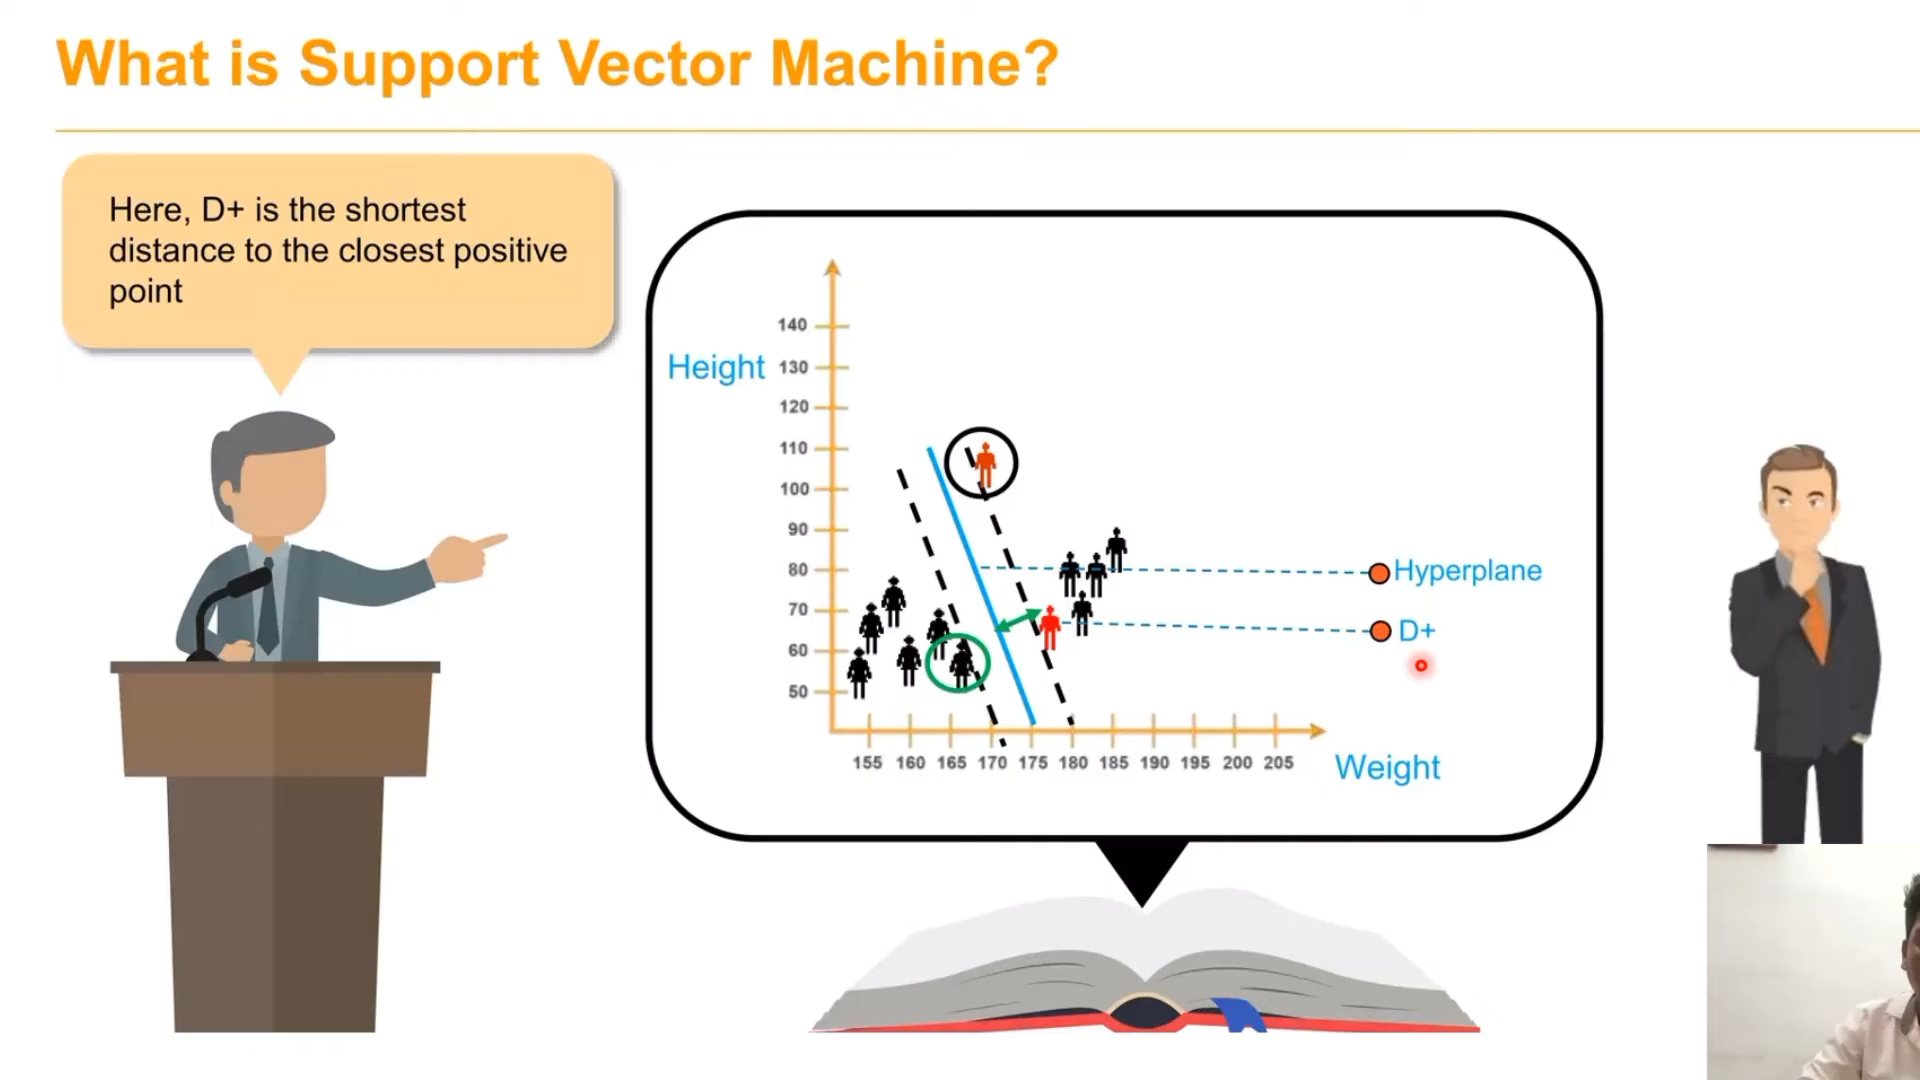 What is Support Vector Machine?
Here, D+ is the shortest
distance to the closest positive
point
Height
140
130
120
110
100
90
80
70
60
50
Hyperplane
D+
155 160 165 170 175 180 185 190 195 200 205
Weight